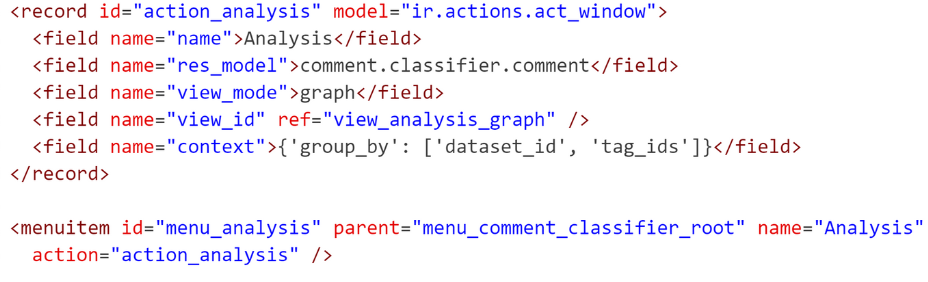 <record id="action_analysis" model="ir.actions.act_window">
<field name="name">Analysis</field>
<field name="res_model">comment.classifier.comment</field>
<field name="view_mode">graph</field>
<field name="view_id" ref="view_analysis_graph" />
<field name="context">{'group_by': ['dataset_id', 'tag_ids']}</field>
</record>
<menuitem id="menu_analysis" parent="menu_comment_classifier_root" name="Analysis"
action="action_analysis" />